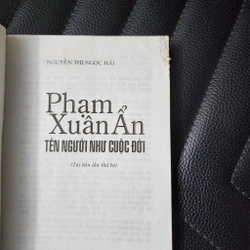 NGUYỄN THỊ NGỌC HẢI
Phạm
Xuân Ẩn
TÊN NGƯỜI NHƯ CUỘC ĐỜI
(Tái bản lần thứ ba)